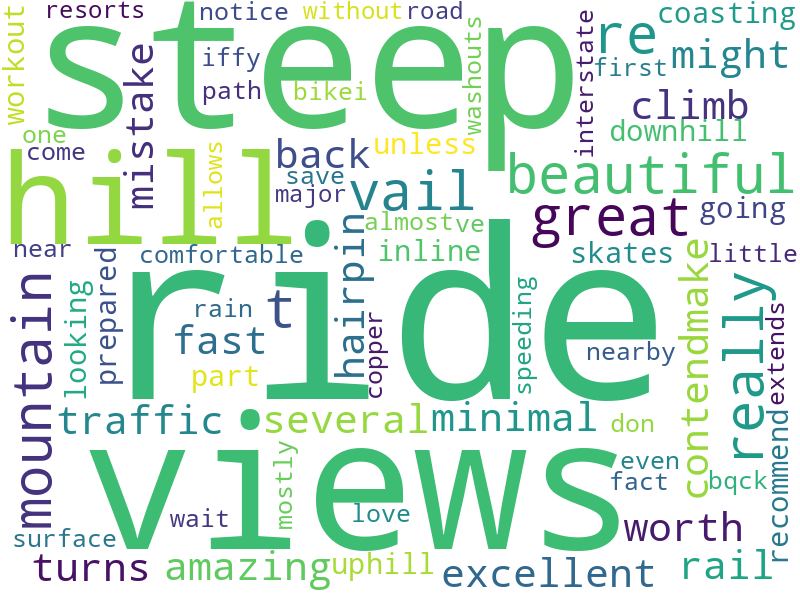 resorts
notice
without
road
coasting
workout
steep
re
might
iffy
first
path
bikei
washouts
interstate
mistake
climb
one
come
hill
back
unless
downhill
save
major
allows
vail
beautiful
great
going
near
comfortable
almost
ve
inline
skates
little
hairpin
mountain
looking
prepared
ride
rain
t
fast
part
copper
speeding
nearby
contendmake
really
extends
traffic
several
minimal
don
recommend
views
mostly
even
fact
bqck
surface
wait
love
worth
turns
amazing
uphill
excellent
rail